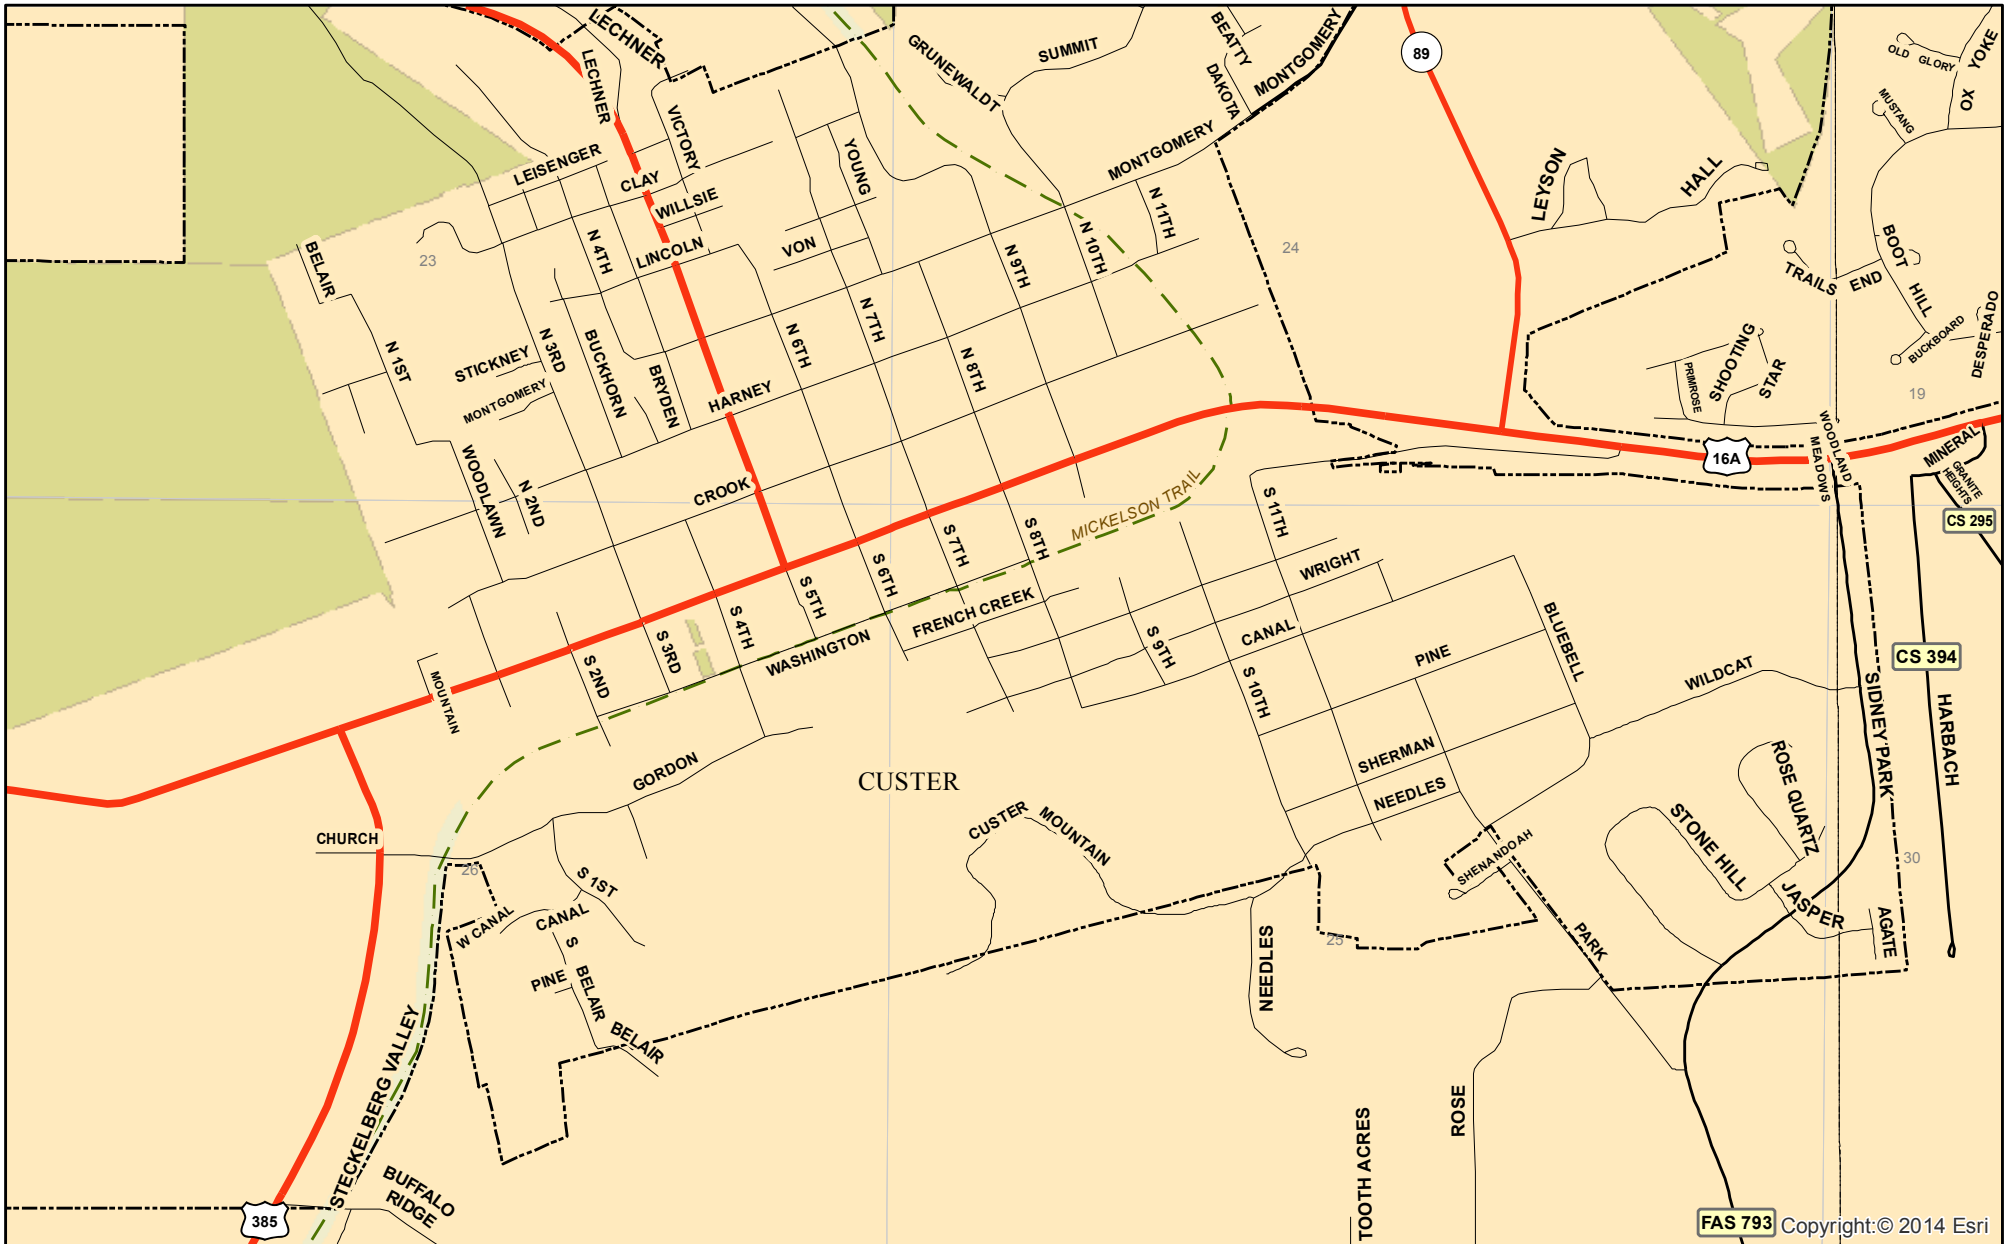 LECHNER
LECHNER
GRUNEWALDT
SUMMIT
BEATTY
DAKOTA
MONTGOMERY
89
OLD GLORY
YOKE
OX
MUSTANG
VICTORY
YOUNG
MONTGOMERY
LEISENGER
CLAY
WILLSIE
LINCOLN
VON
N 4TH
N 9TH
N 10TH
N 11TH
24
LEYSON
HALL
BOOT
HILL
TRAILS
END
BELAIR
23
N 1ST
STICKNEY
MONTGOMERY
N 3RD
BUCKHORN
BRYDEN
HARNEY
N 6TH
N 7TH
N 8TH
PRIMROSE
SHOOTING
STAR
BUCKBOARD
DESPERADO
19
WOODLAWN
N 2ND
CROOK
MICKELSON TRAIL
S 11TH
16A
WOODLAND
MEADOWS
MINERAL
GRANITE
HEIGHTS
CS 295
S 8TH
S 7TH
S 6TH
S 5TH
S 4TH
S 3RD
S 2ND
MOUNTAIN
WASHINGTON
FRENCH CREEK
WRIGHT
CANAL
S 9TH
S 10TH
PINE
BLUEBELL
WILDCAT
CS 394
SIDNEY PARK
HARBACH
GORDON
CUSTER
SHERMAN
NEEDLES
ROSE QUARTZ
STONE HILL
CHURCH
CUSTER
MOUNTAIN
SHENANDOAH
30
26
S 1ST
W CANAL
CANAL
S
BELAIR
PINE
BELAIR
NEEDLES
25
PARK
JASPER
AGATE
STECKELBERG VALLEY
BUFFALO
RIDGE
385
TOOTH ACRES
ROSE
FAS 793
Copyright:© 2014 Esri